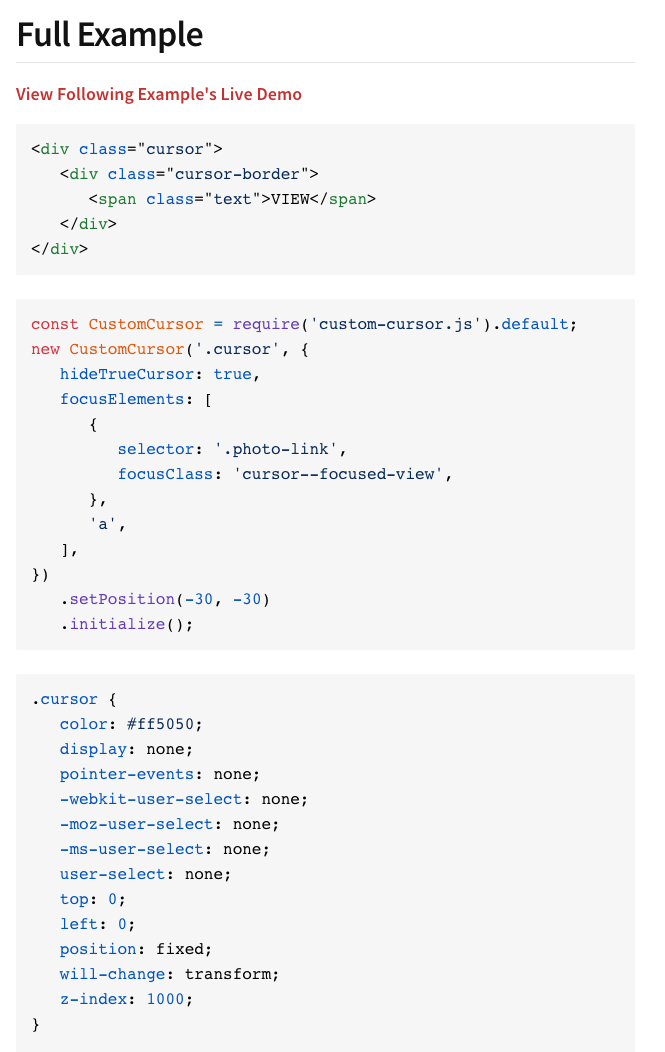 Full Example
View Following Example's Live Demo
<div class="cursor">
   <div class="cursor-border">
      <span class="text">VIEW</span>
   </div>
</div>
const CustomCursor = require('custom-cursor.js').default;
new CustomCursor('.cursor', {
   hideTrueCursor: true,
   focusElements: [
      {
         selector: '.photo-link',
         focusClass: 'cursor--focused-view',
      },
      'a',
   ],
})
   .setPosition(-30, -30)
   .initialize();
.cursor {
   color: #ff5050;
   display: none;
   pointer-events: none;
   -webkit-user-select: none;
   -moz-user-select: none;
   -ms-user-select: none;
   user-select: none;
   top: 0;
   left: 0;
   position: fixed;
   will-change: transform;
   z-index: 1000;
}